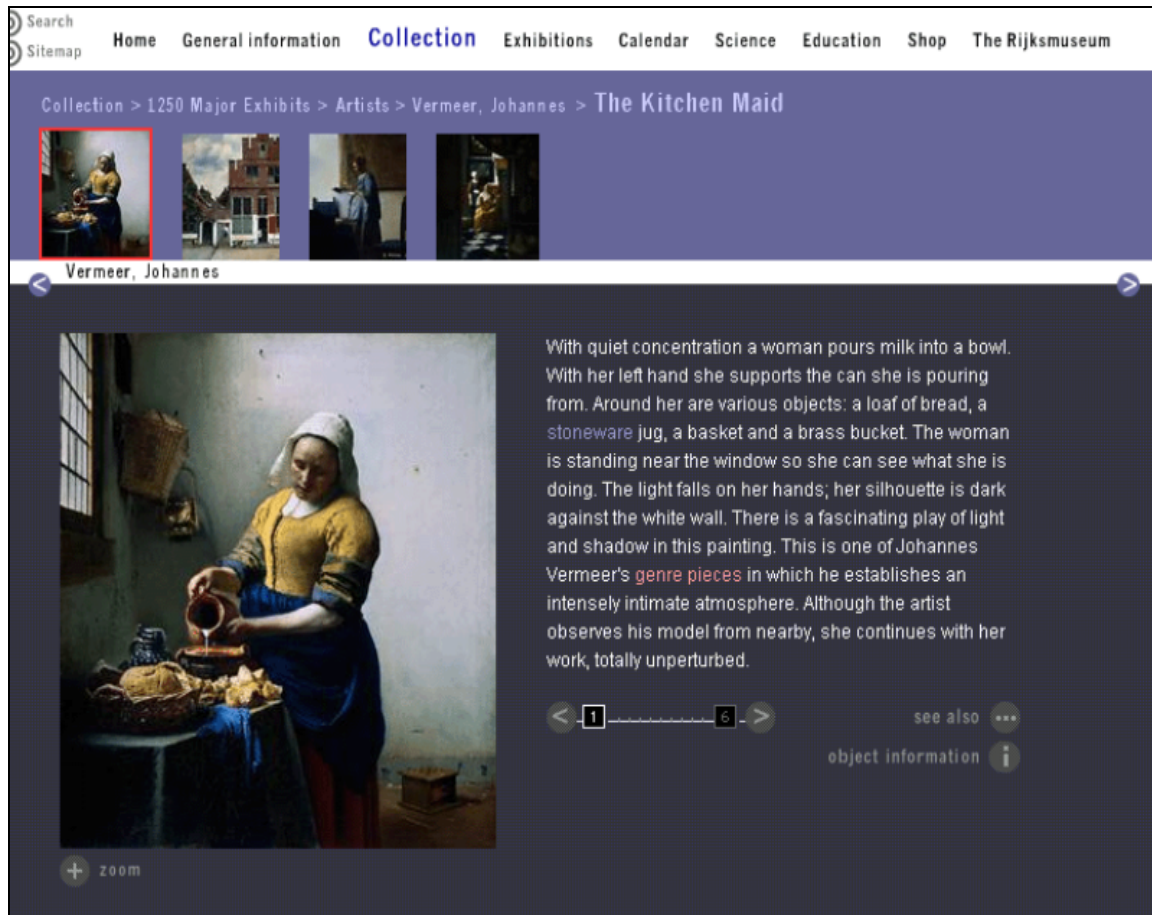 Search
Sitemap
Home General information Collection Exhibitions Calendar Science Education Shop The Rijksmuseum
Collection > 1250 Major Exhibits > Artists > Vermeer, Johannes > The Kitchen Maid
Vermeer, Johannes
< >
With quiet concentration a woman pours milk into a bowl.
With her left hand she supports the can she is pouring
from. Around her are various objects: a loaf of bread, a
stoneware jug, a basket and a brass bucket. The woman
is standing near the window so she can see what she is
doing. The light falls on her hands; her silhouette is dark
against the white wall. There is a fascinating play of light
and shadow in this painting. This is one of Johannes
Vermeer's genre pieces in which he establishes an
intensely intimate atmosphere. Although the artist
observes his model from nearby, she continues with her
work, totally unperturbed.
< 1 6 > see also ...
object information i
+ zoom